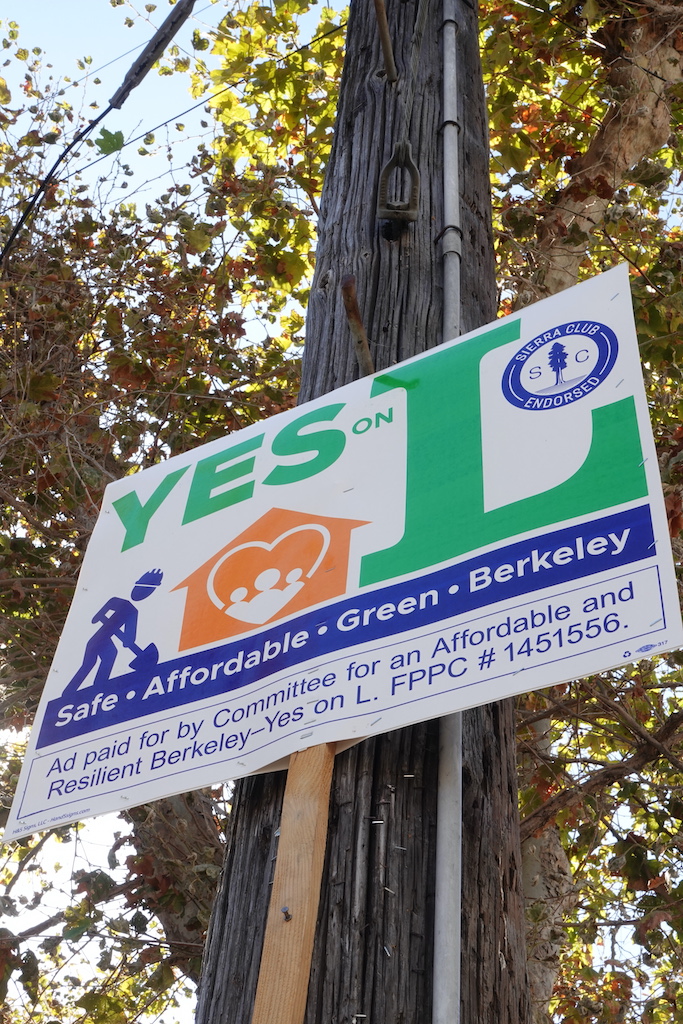 SIERRA CLUB
S C
ENDORSED
YES ON L
Safe • Affordable • Green • Berkeley
Ad paid for by Committee for an Affordable and
Resilient Berkeley–Yes on L. FPPC # 1451556.
317